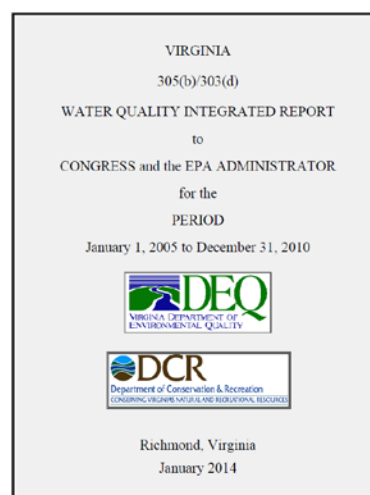 VIRGINIA
305(b)/303(d)
WATER QUALITY INTEGRATED REPORT
to
CONGRESS and the EPA ADMINISTRATOR
for the
PERIOD
January 1, 2005 to December 31, 2010
DEQ
VIRGINIA DEPARTMENT OF
ENVIRONMENTAL QUALITY
DCR
Department of Conservation & Recreation
CONSERVING VIRGINIA'S NATURAL AND RECREATIONAL RESOURCES
Richmond, Virginia
January 2014